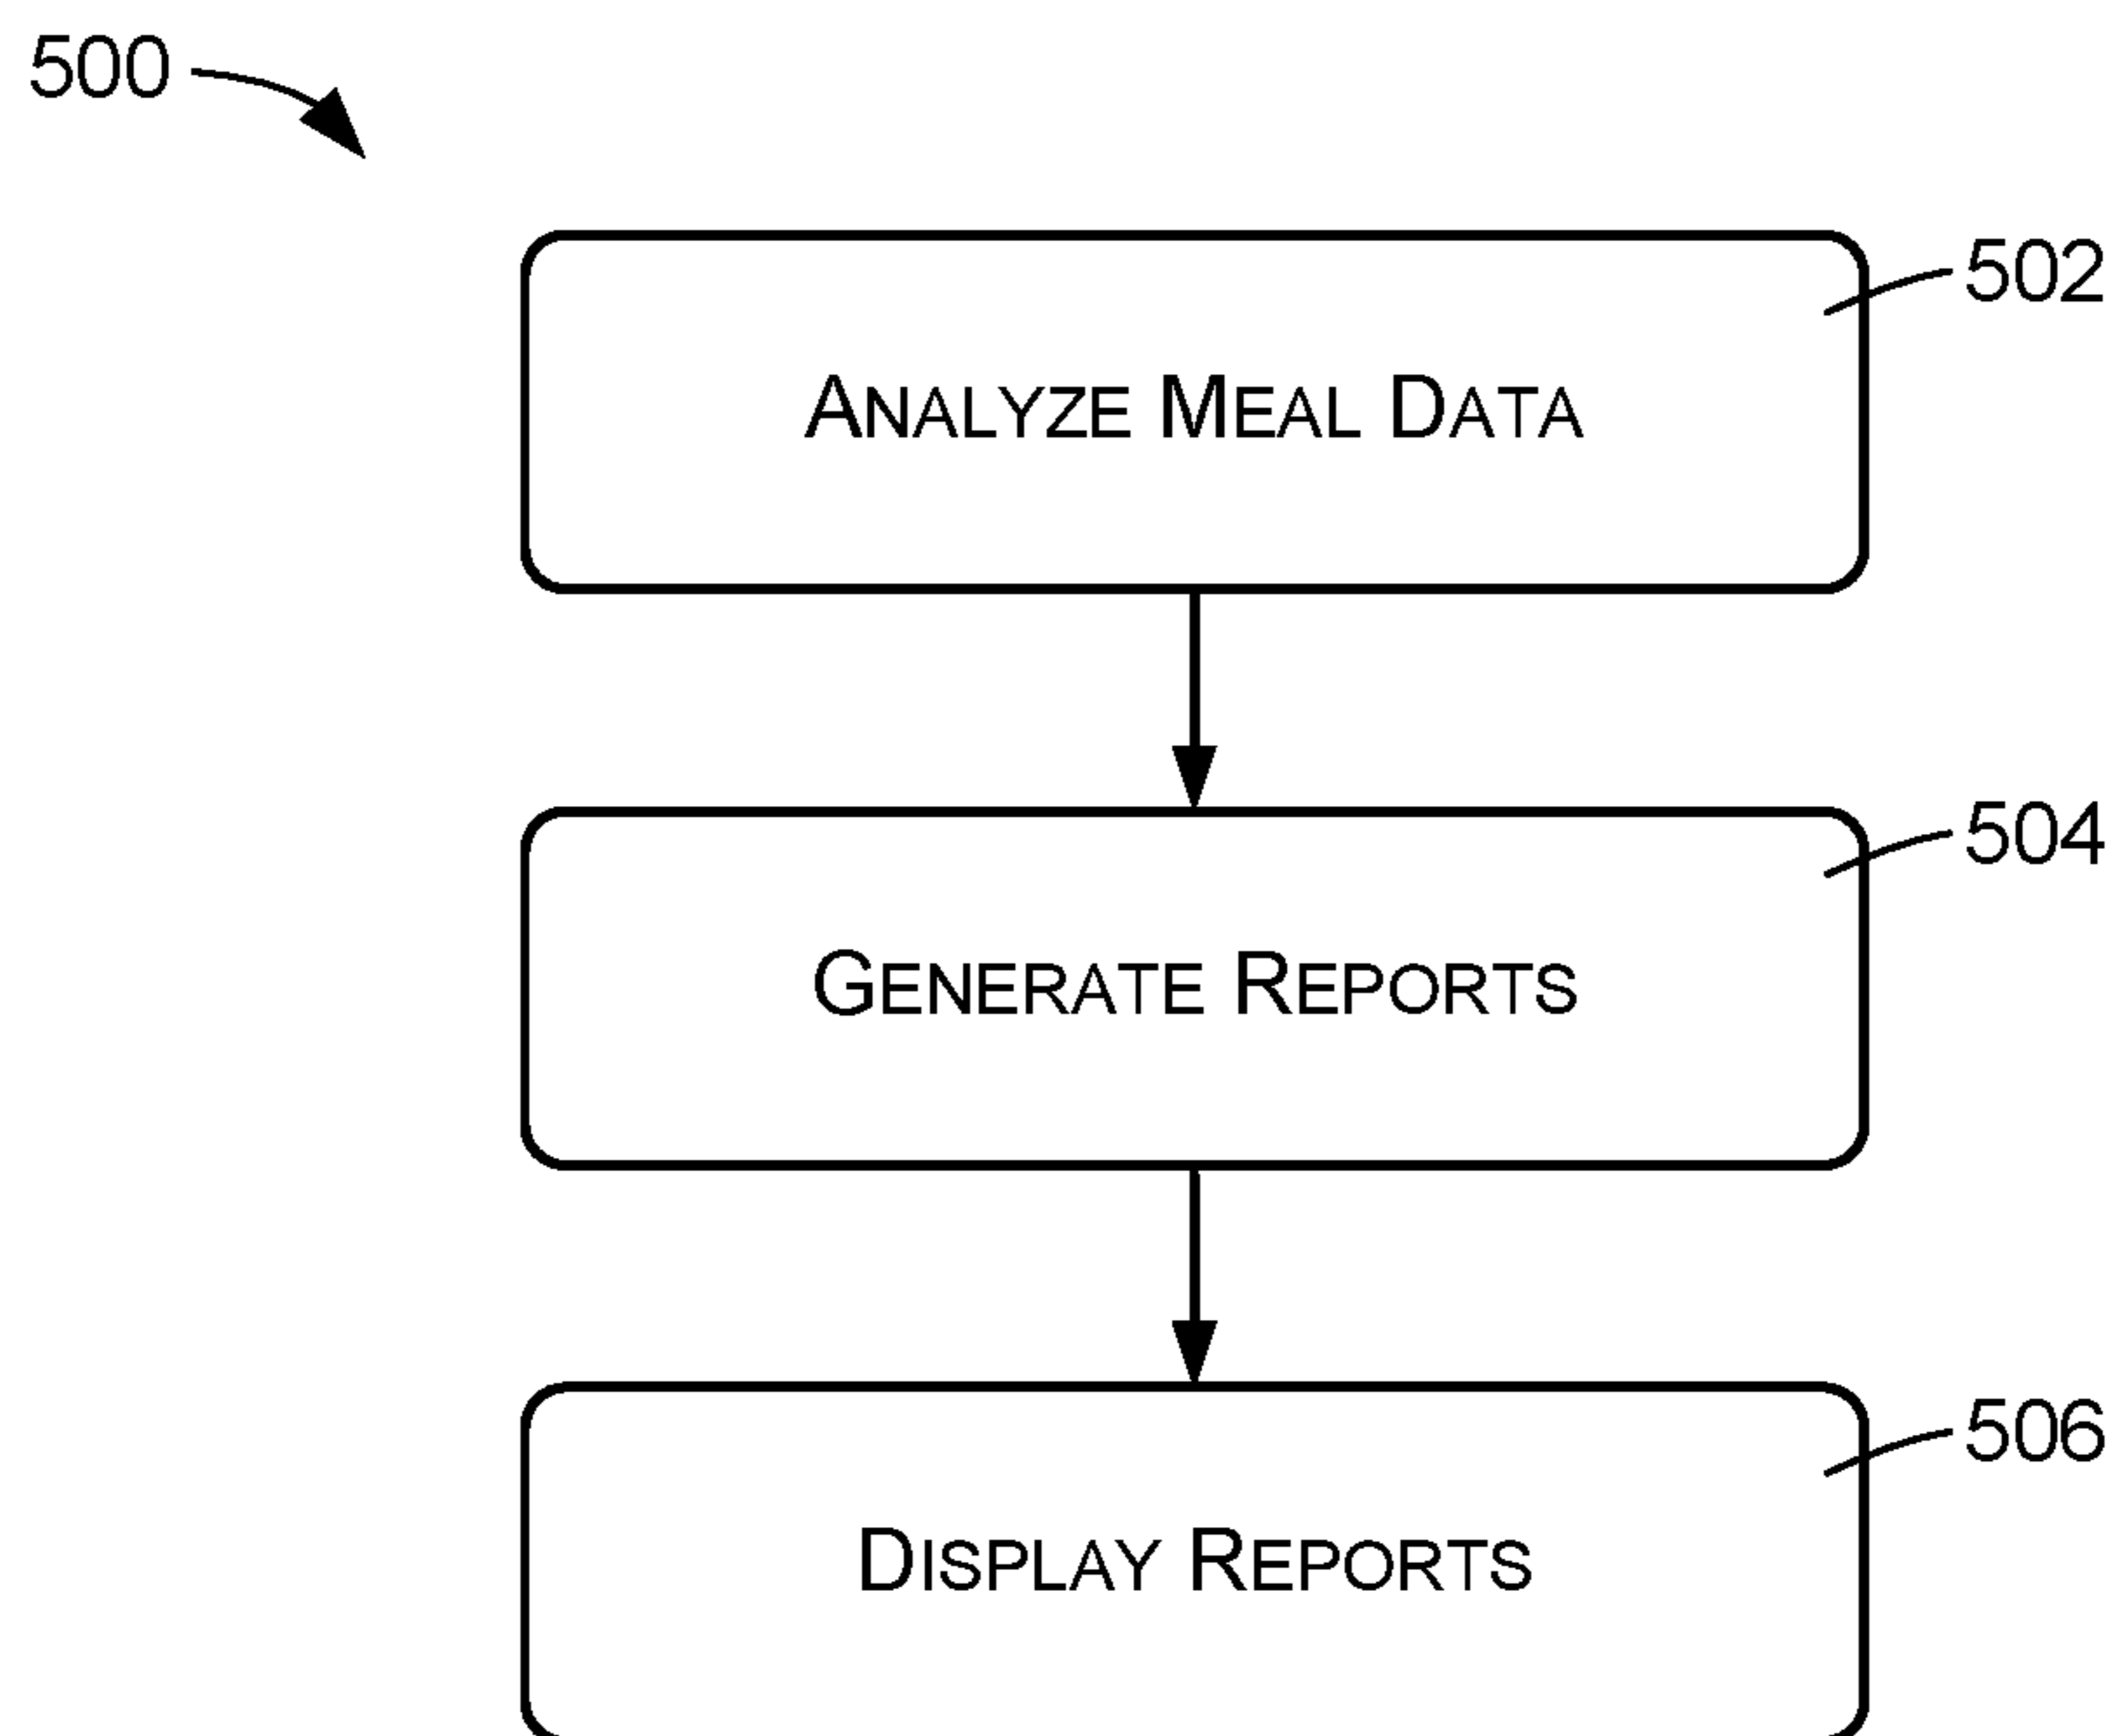 500
502
ANALYZE MEAL DATA
504
GENERATE REPORTS
506
DISPLAY REPORTS